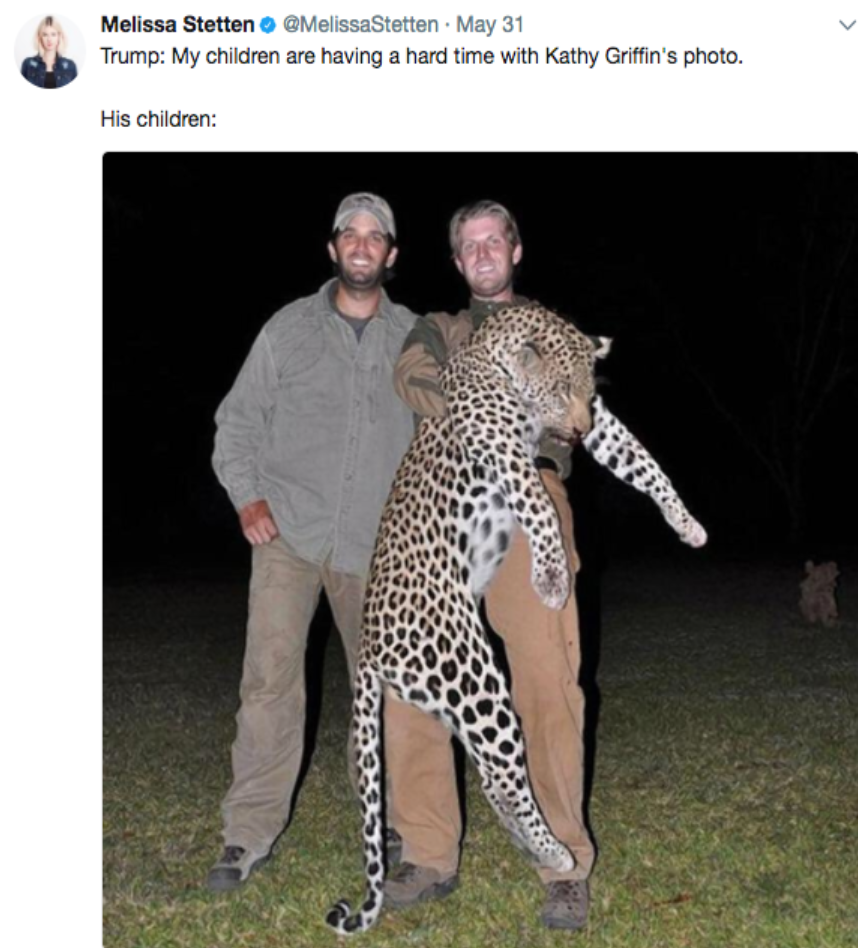 Melissa Stetten @MelissaStetten · May 31
Trump: My children are having a hard time with Kathy Griffin's photo.
His children: